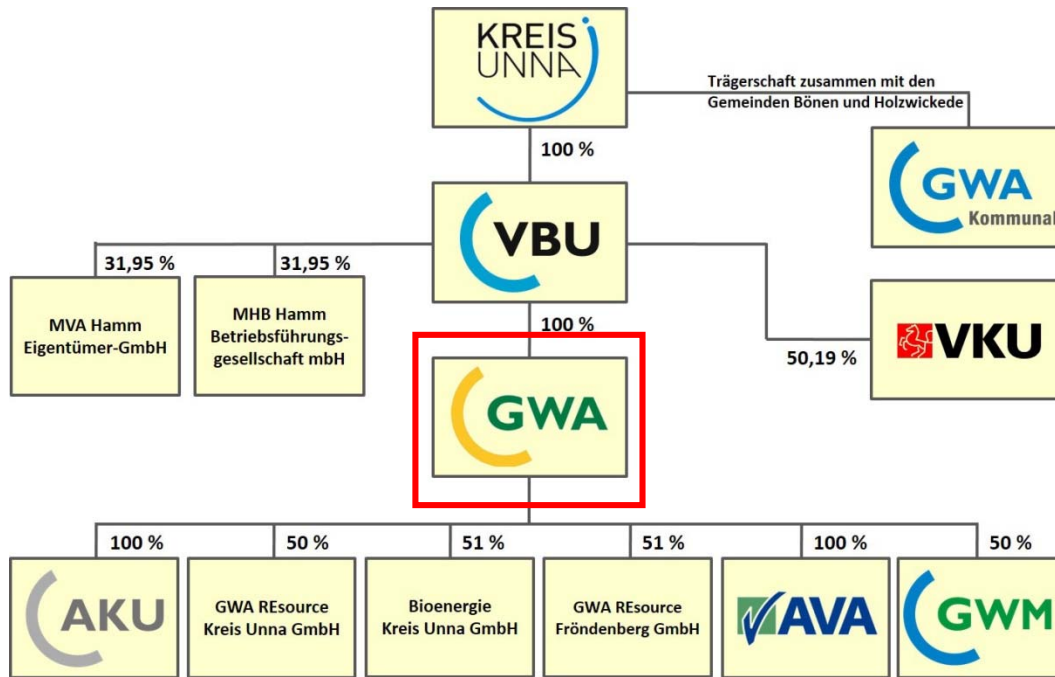 KREIS
UNNA
Trägerschaft zusammen mit den
Gemeinden Bönen und Holzwickede
100 %
GWA
Kommunal
VBU
31,95 %
31,95 %
MVA Hamm
Eigentümer-GmbH
MHB Hamm
Betriebsführungs-
gesellschaft mbH
100 %
50,19 %
VKU
GWA
100 %
50 %
51 %
51 %
100 %
50 %
AKU
GWA REsource
Kreis Unna GmbH
Bioenergie
Kreis Unna GmbH
GWA REsource
Fröndenberg GmbH
AVA
GWM